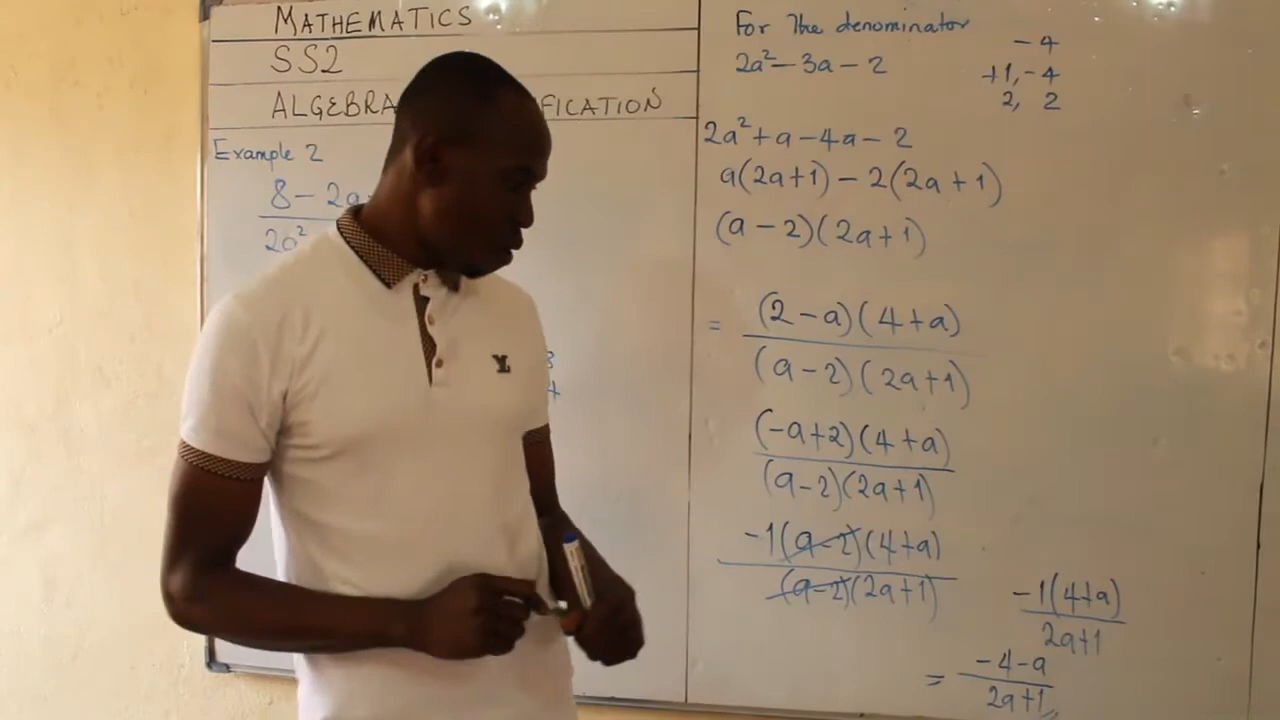 MATHEMATICS
SS2
ALGEBRA FICATION
Example 2
8 - 2a
2a²
For The denominator
2a² - 3a - 2
- 4
+1, - 4
2, 2
2a² + a - 4a - 2
a(2a+1) - 2(2a+1)
(a - 2)(2a+1)
= (2 - a)(4+a)
(a - 2)(2a+1)
(-a+2)(4+a)
(a-2)(2a+1)
-1(a-2)(4+a)
(a-2)(2a+1)
-1(4+a)
2a+1
= -4-a
2a+1